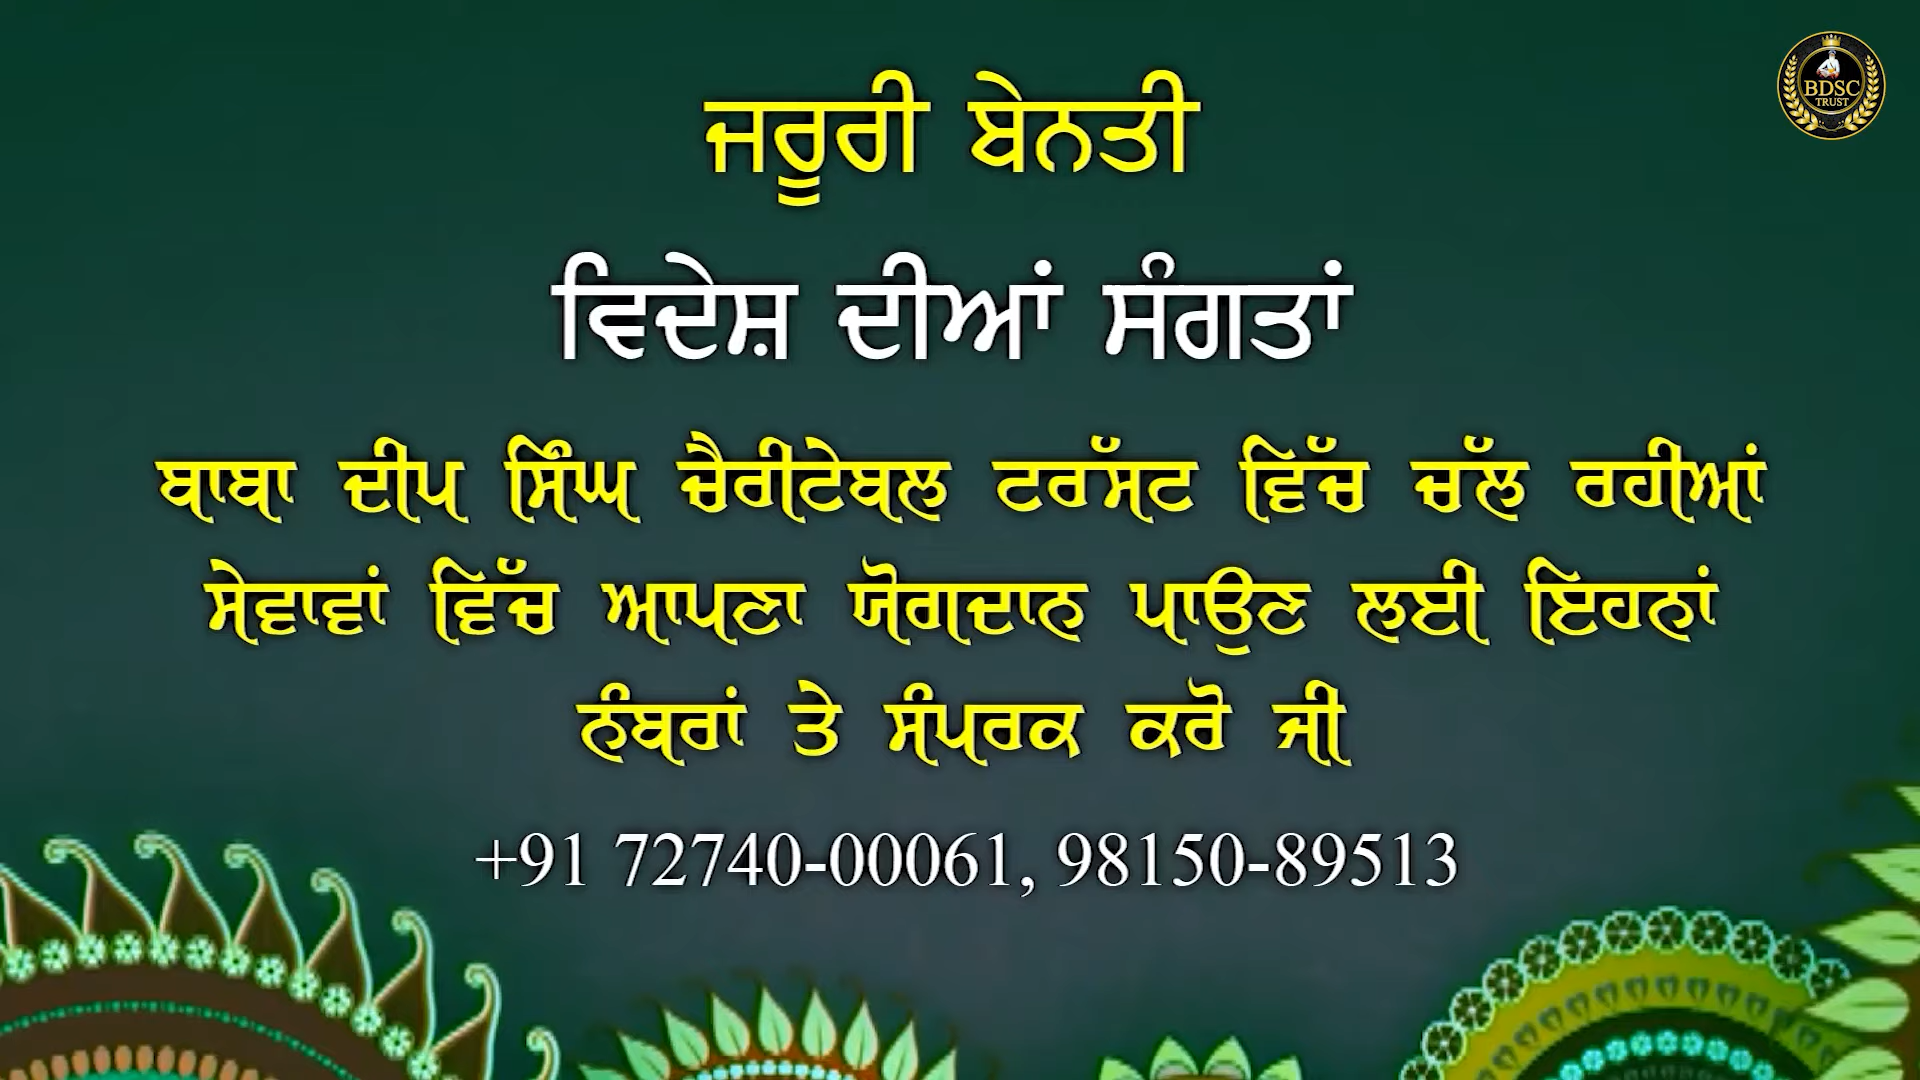 BDSC
TRUST
ਜਰੂਰੀ ਬੇਨਤੀ
ਵਿਦੇਸ਼ ਦੀਆਂ ਸੰਗਤਾਂ
ਬਾਬਾ ਦੀਪ ਸਿੰਘ ਚੈਰੀਟੇਬਲ ਟਰੱਸਟ ਵਿੱਚ ਚੱਲ ਰਹੀਆਂ
ਸੇਵਾਵਾਂ ਵਿੱਚ ਆਪਣਾ ਯੋਗਦਾਨ ਪਾਉਣ ਲਈ ਇਹਨਾਂ
ਨੰਬਰਾਂ ਤੇ ਸੰਪਰਕ ਕਰੋ ਜੀ
+91 72740-00061, 98150-89513